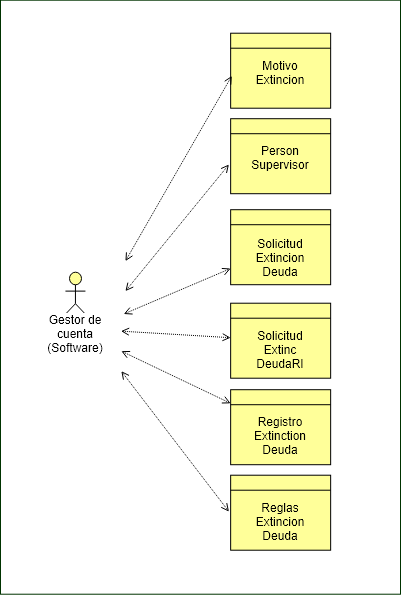 Motivo
Extincion
Person
Supervisor
Solicitud
Extincion
Deuda
Gestor de
cuenta
(Software)
Solicitud
Extinc
DeudaRI
Registro
Extinction
Deuda
Reglas
Extincion
Deuda